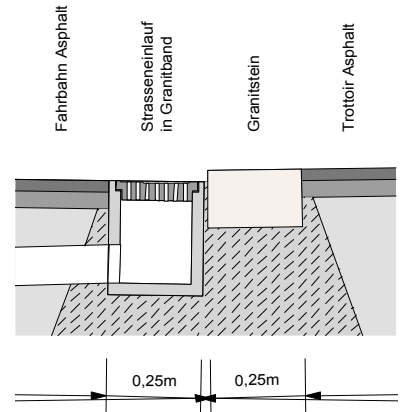 Fahrbahn Asphalt
Strasseneinlauf
in Granitband
Granitstein
Trottoir Asphalt
0,25m
0,25m